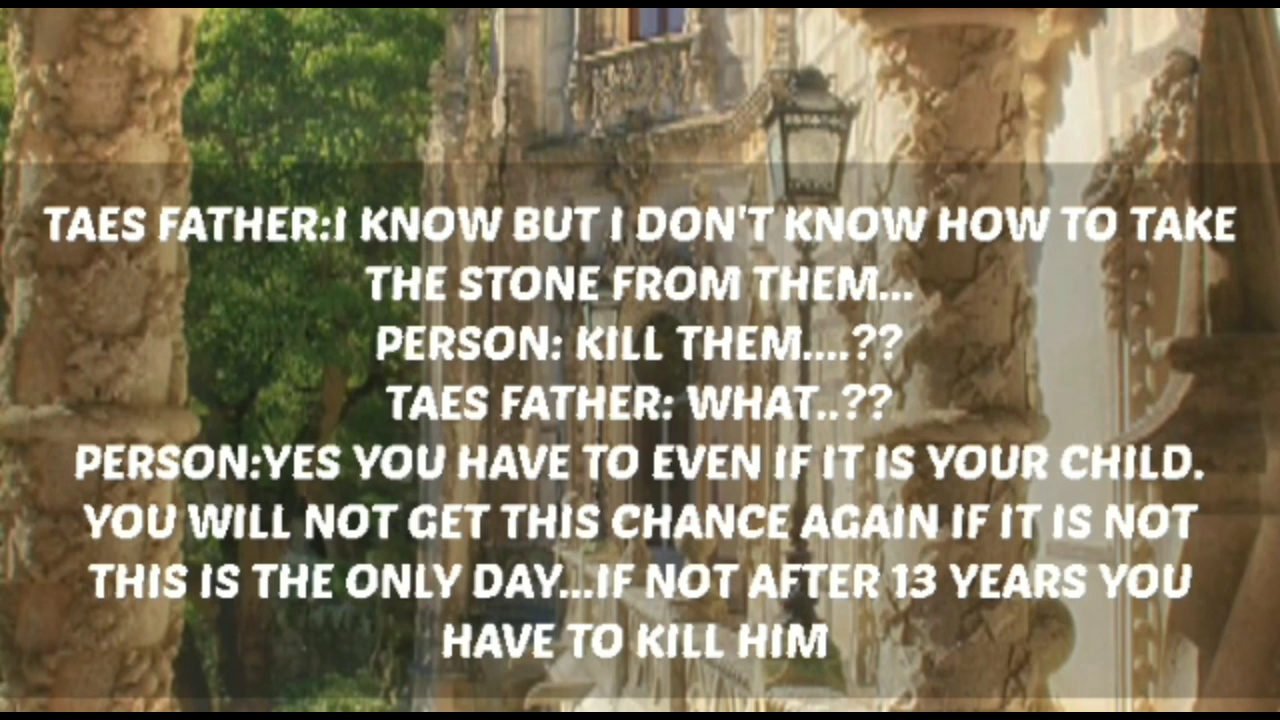 TAES FATHER:I KNOW BUT I DON'T KNOW HOW TO TAKE
THE STONE FROM THEM...
PERSON: KILL THEM....??
TAES FATHER: WHAT..??
PERSON:YES YOU HAVE TO EVEN IF IT IS YOUR CHILD.
YOU WILL NOT GET THIS CHANCE AGAIN IF IT IS NOT
THIS IS THE ONLY DAY...IF NOT AFTER 13 YEARS YOU
HAVE TO KILL HIM